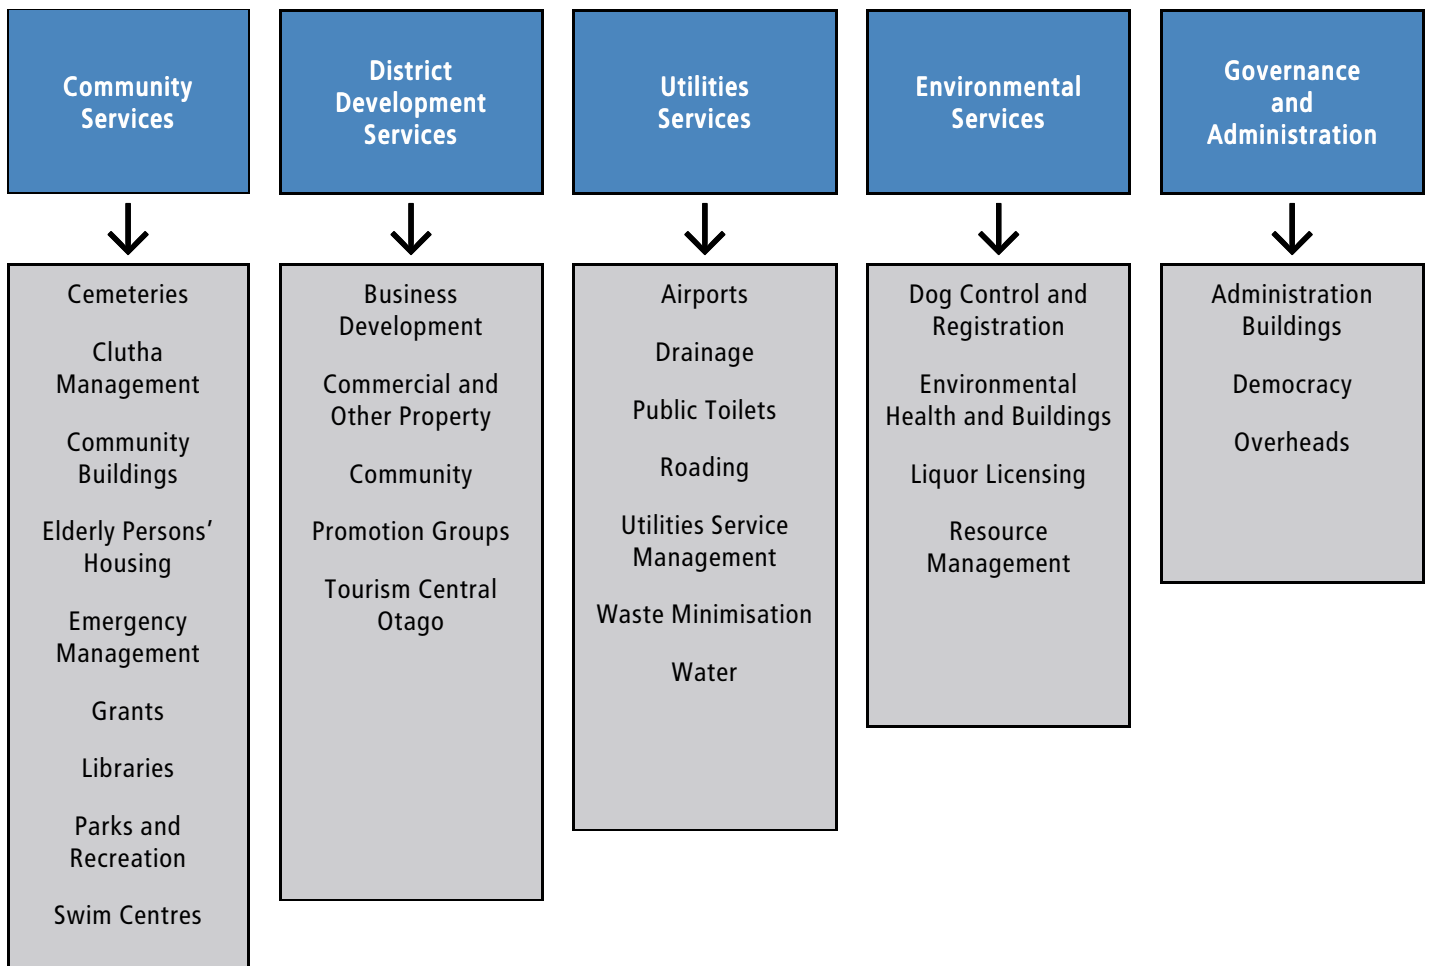 Community
Services
District
Development
Services
Utilities
Services
Environmental
Services
Governance
and
Administration
Cemeteries
Clutha
Management
Community
Buildings
Elderly Persons’
Housing
Emergency
Management
Grants
Libraries
Parks and
Recreation
Swim Centres
Business
Development
Commercial and
Other Property
Community
Promotion Groups
Tourism Central
Otago
Airports
Drainage
Public Toilets
Roading
Utilities Service
Management
Waste Minimisation
Water
Dog Control and
Registration
Environmental
Health and Buildings
Liquor Licensing
Resource
Management
Administration
Buildings
Democracy
Overheads